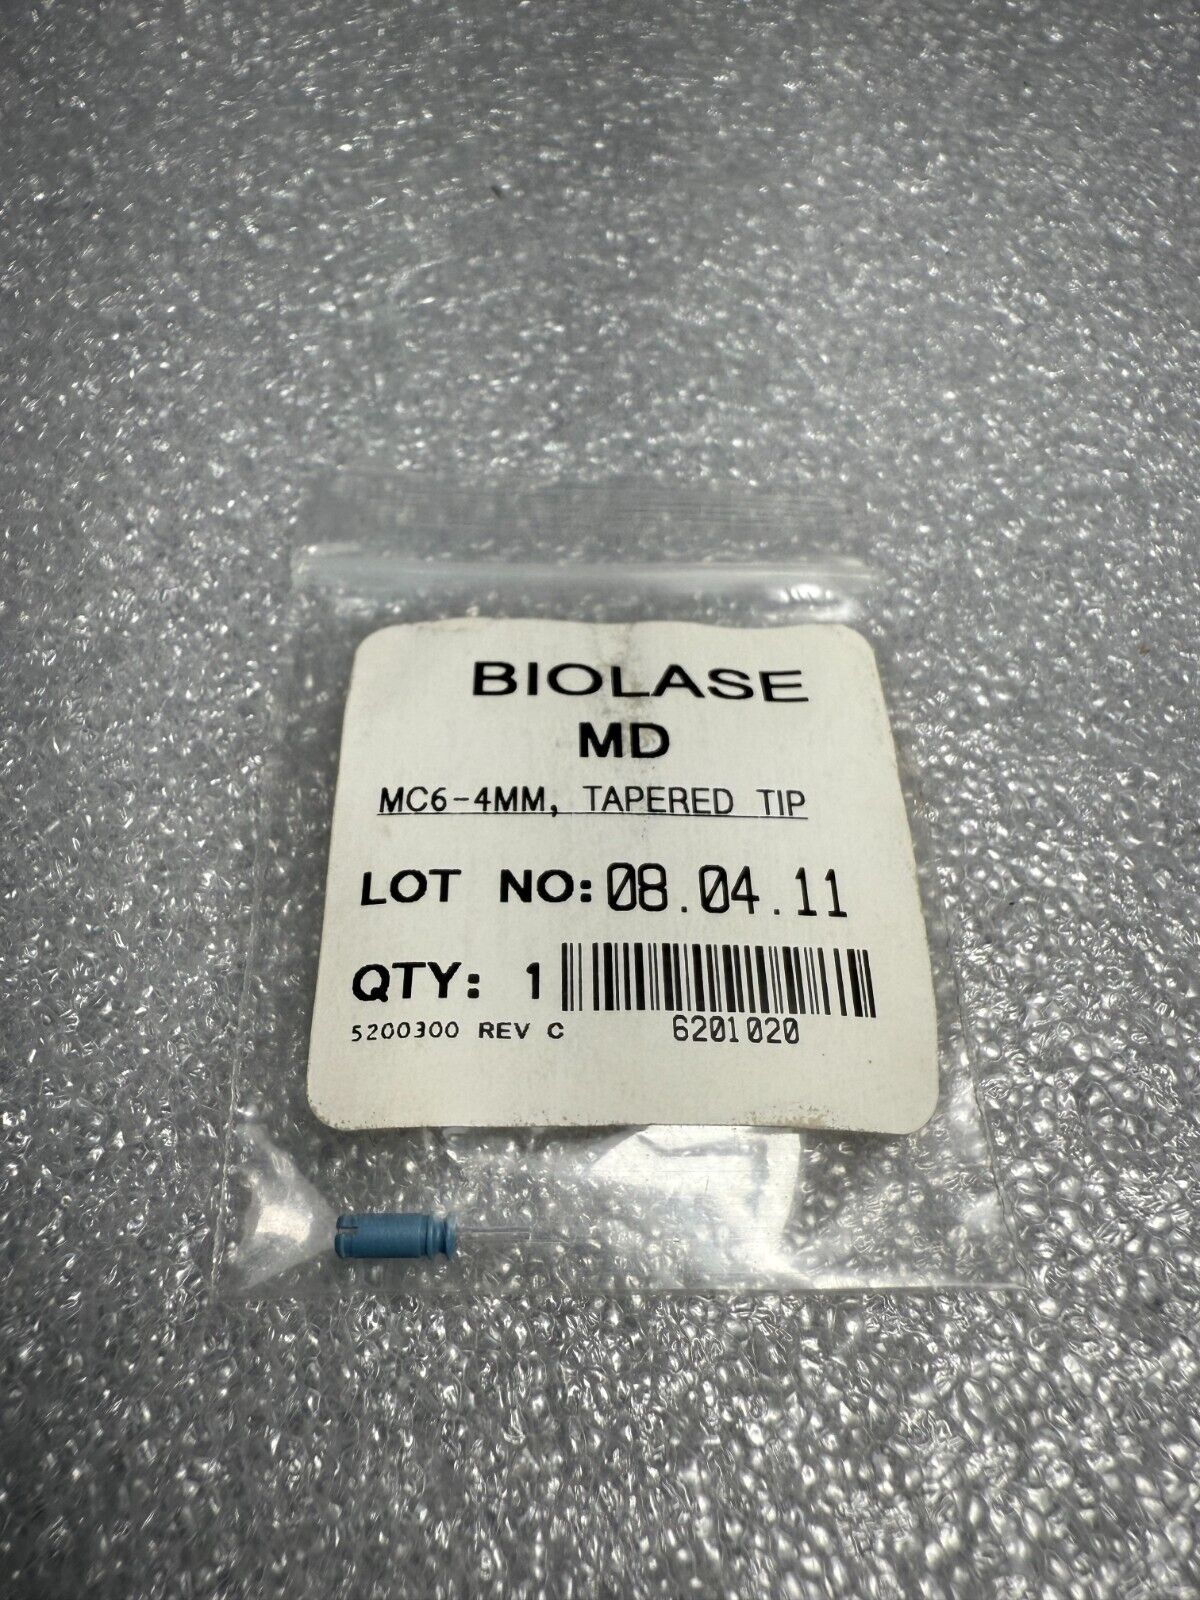 BIOLASE
MD
MC6-4MM, TAPERED TIP
LOT NO: 08.04.11
QTY: 1
5200300 REV C 6201020